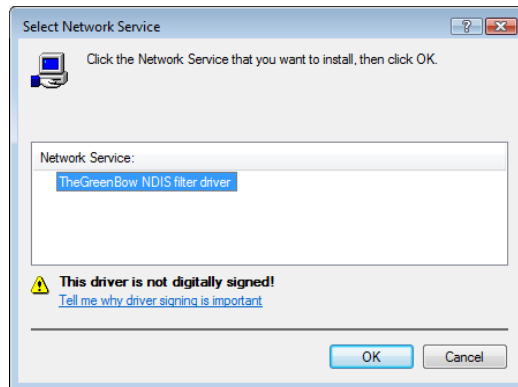 Select Network Service
Click the Network Service that you want to install, then click OK.
Network Service:
TheGreenBow NDIS filter driver
This driver is not digitally signed!
Tell me why driver signing is important
OK
Cancel